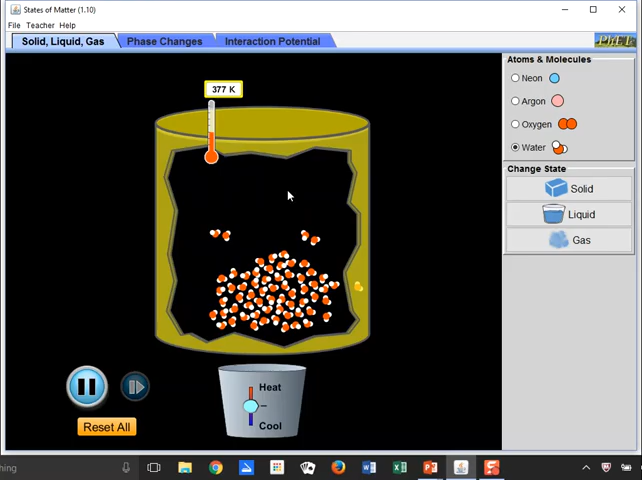 States of Matter (1.10)
File Teacher Help
Solid, Liquid, Gas Phase Changes Interaction Potential
PhET
377 K
Atoms & Molecules
Neon
Argon
Oxygen
Water
Change State
Solid
Liquid
Gas
Heat
Cool
Reset All
hing